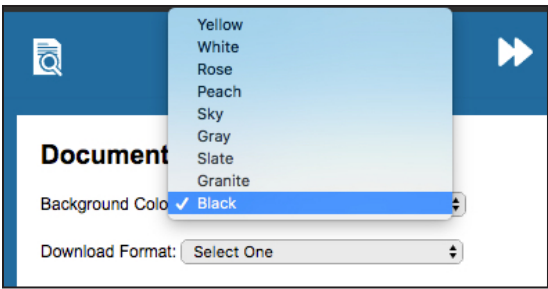 Yellow
White
Rose
Peach
Sky
Gray
Slate
Granite
Document
Background Colo ✓ Black
Download Format: Select One